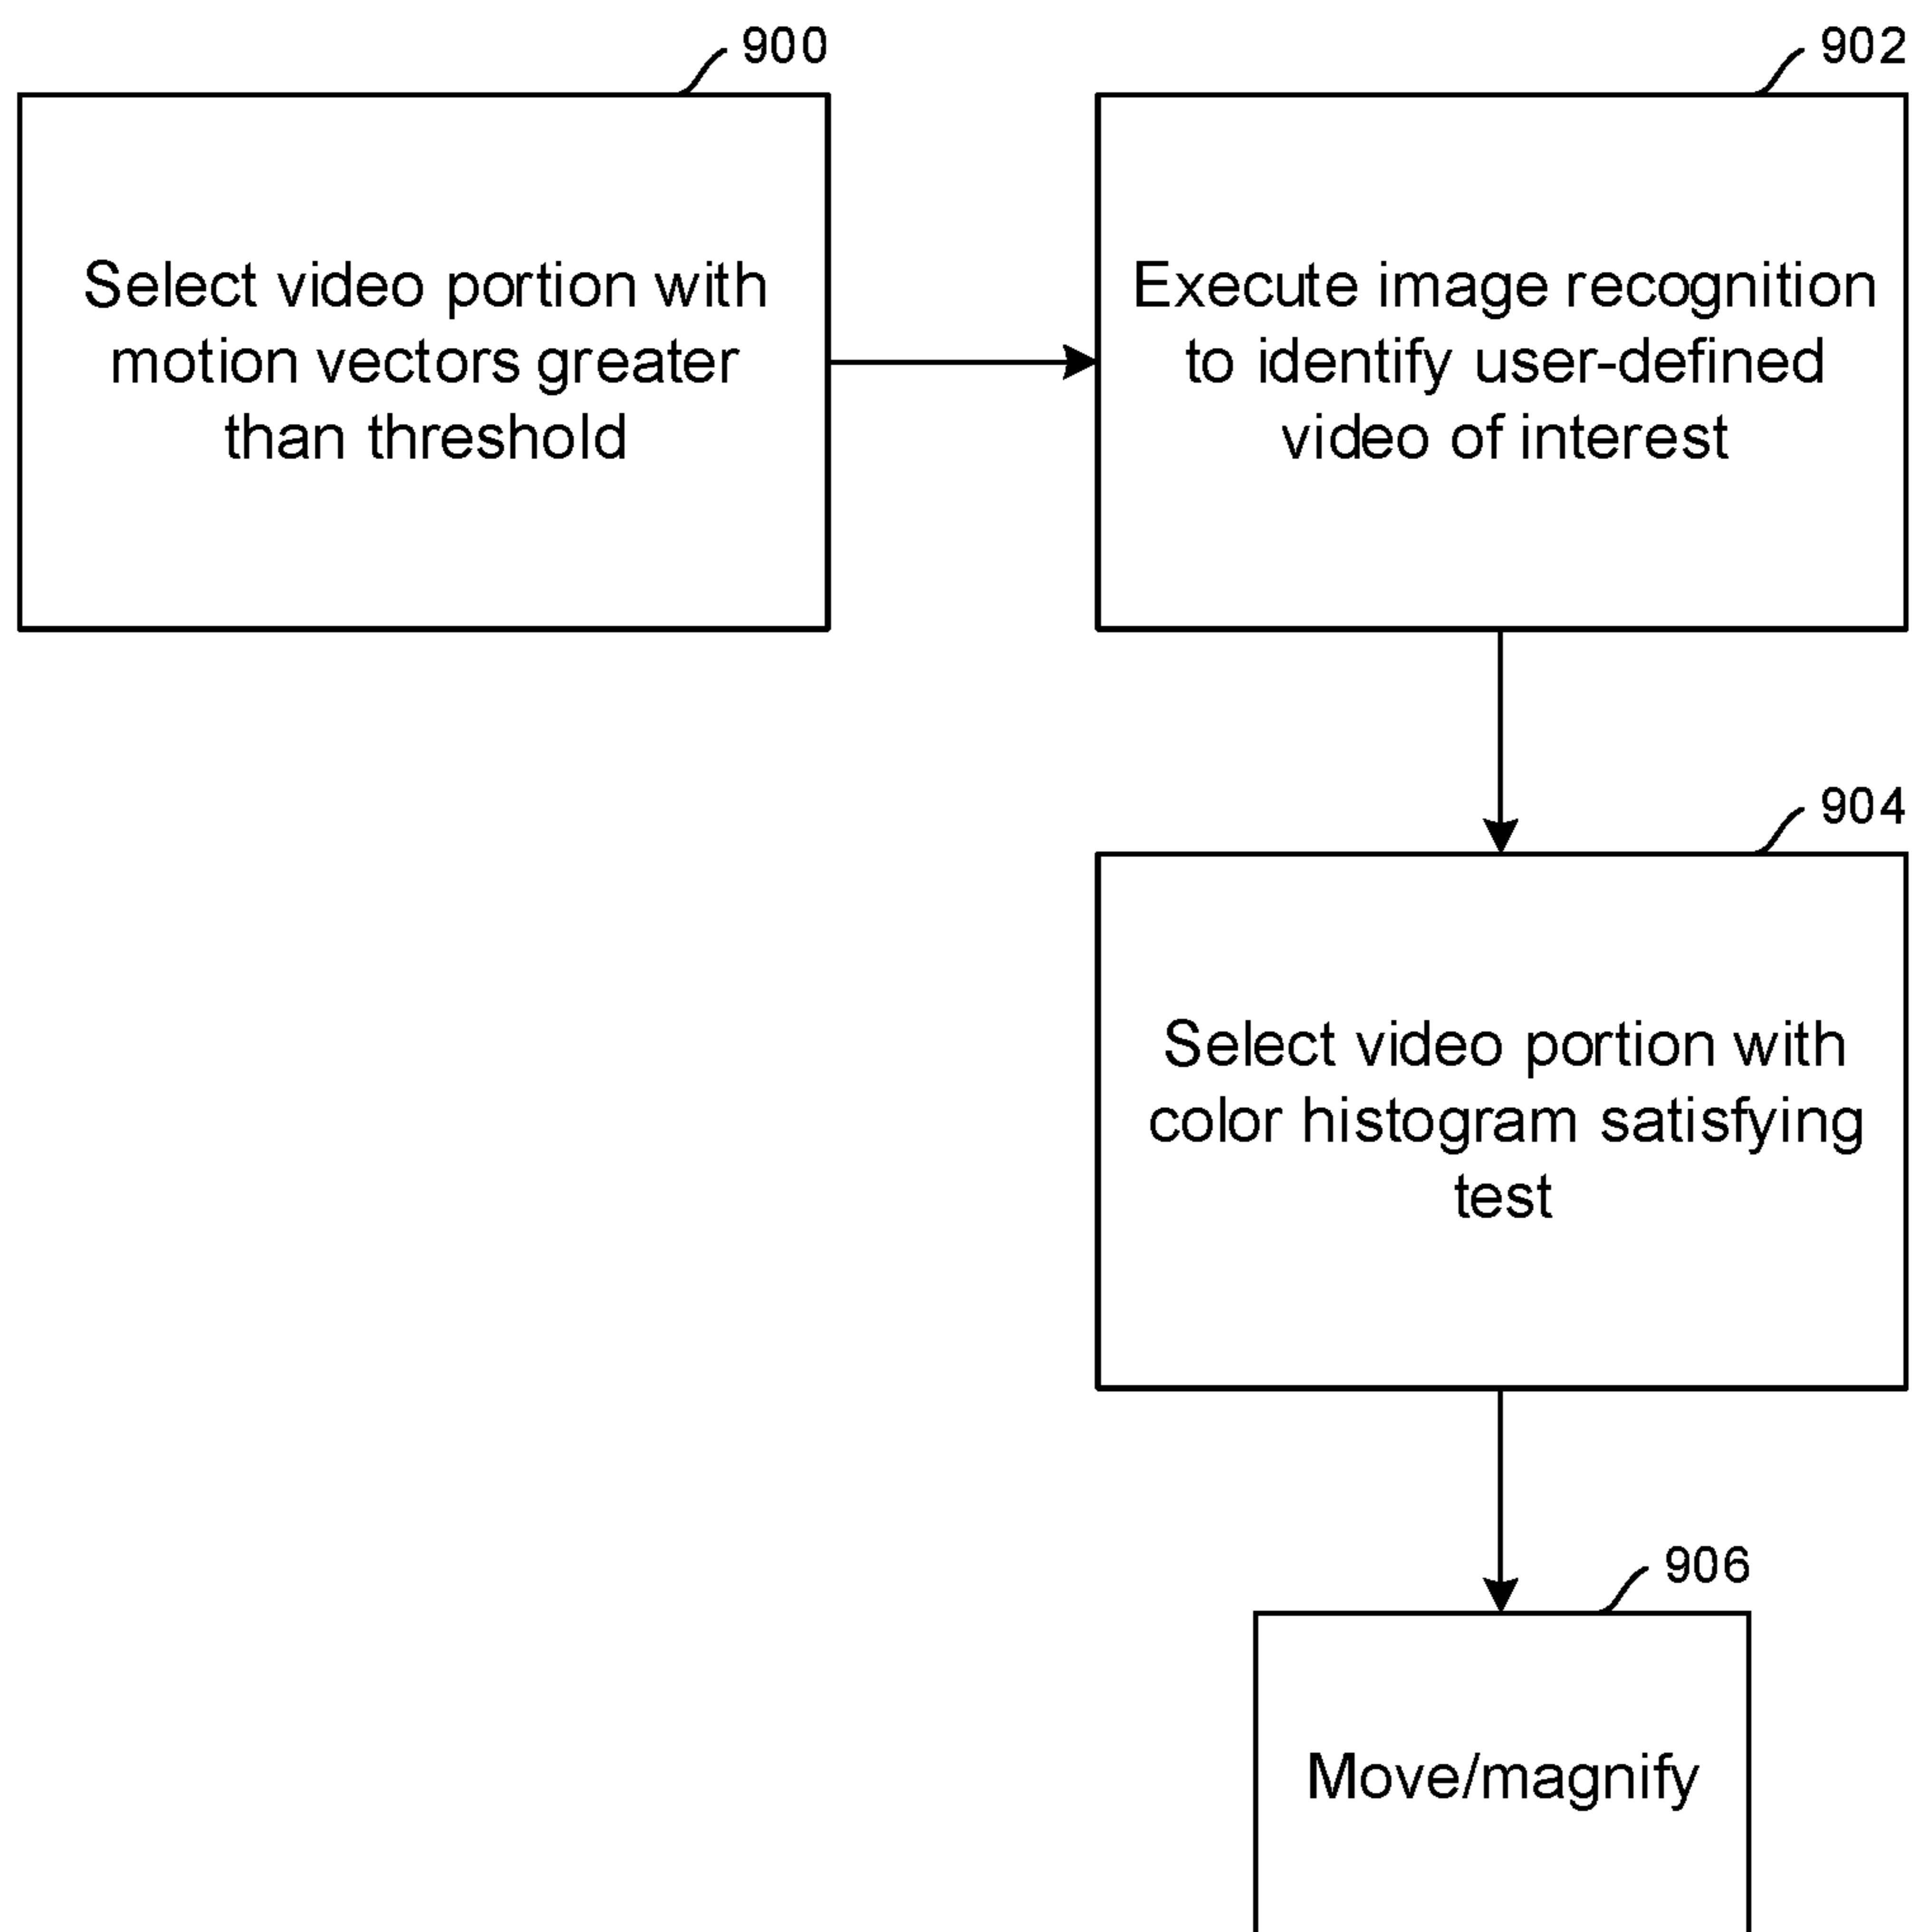 900
Select video portion with
motion vectors greater
than threshold
902
Execute image recognition
to identify user-defined
video of interest
904
Select video portion with
color histogram satisfying
test
906
Move/magnify